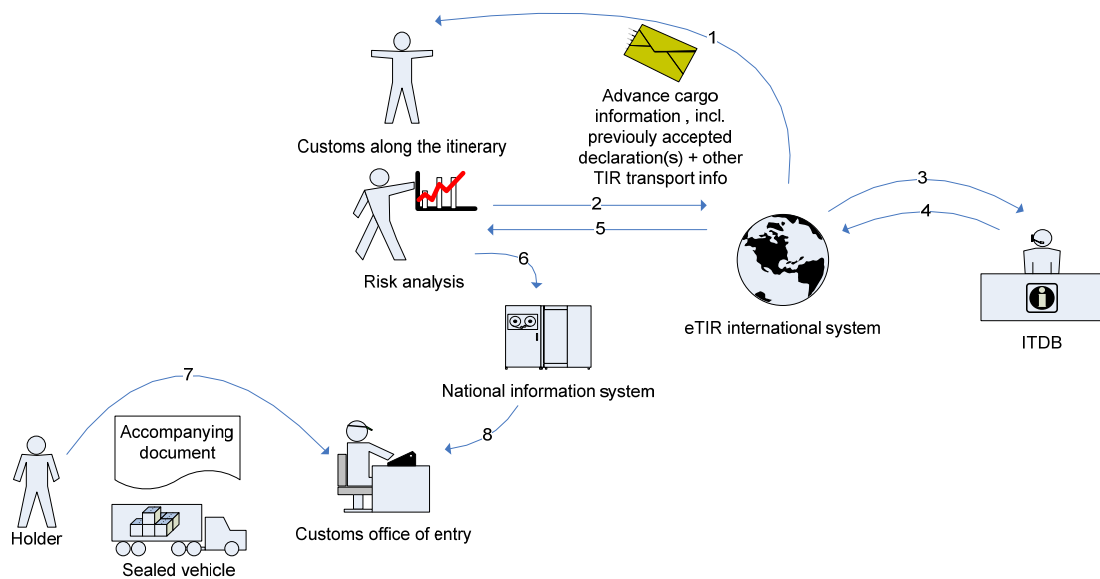 1
Advance cargo
information , incl.
previouly accepted
declaration(s) + other
TIR transport info
Customs along the itinerary
2
3
4
5
Risk analysis
6
eTIR international system
i
ITDB
National information system
7
8
Accompanying
document
Holder
Customs office of entry
Sealed vehicle